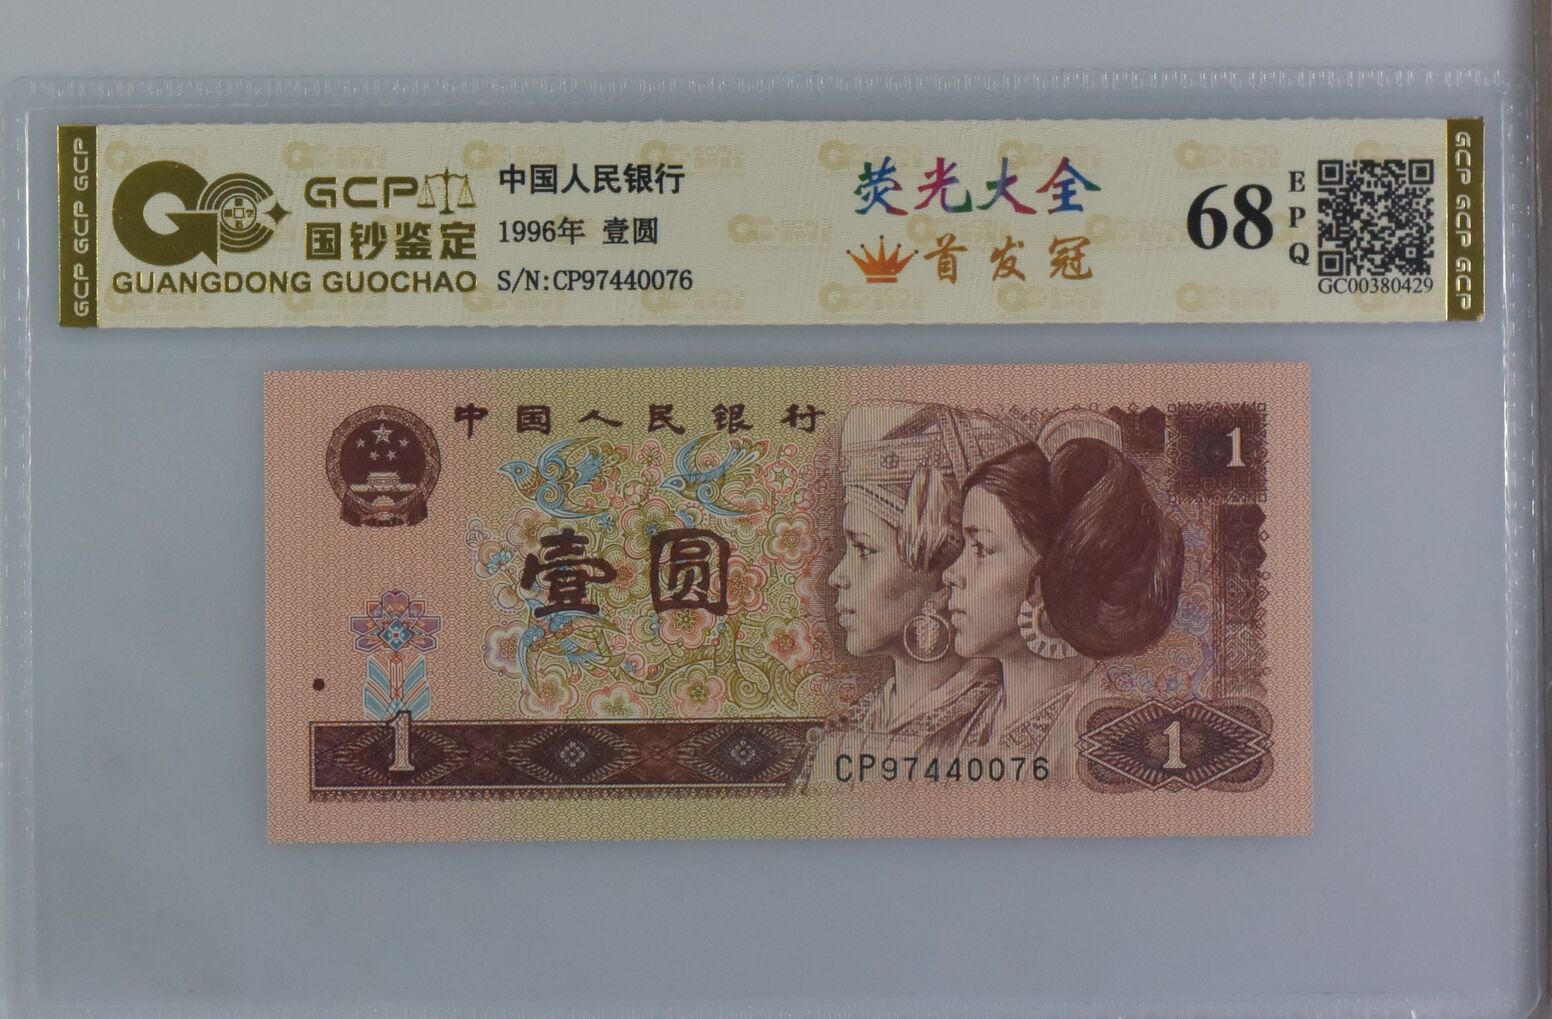 GCP GCP GCP
GCP
国钞鉴定
GUANGDONG GUOCHAO
中国人民银行
1996年 壹圆
S/N:CP97440076
荧光大全
首发冠
68
EPQ
GC00380429
GCP GCP GCP
中国人民银行
1
壹圆
1
CP97440076
1